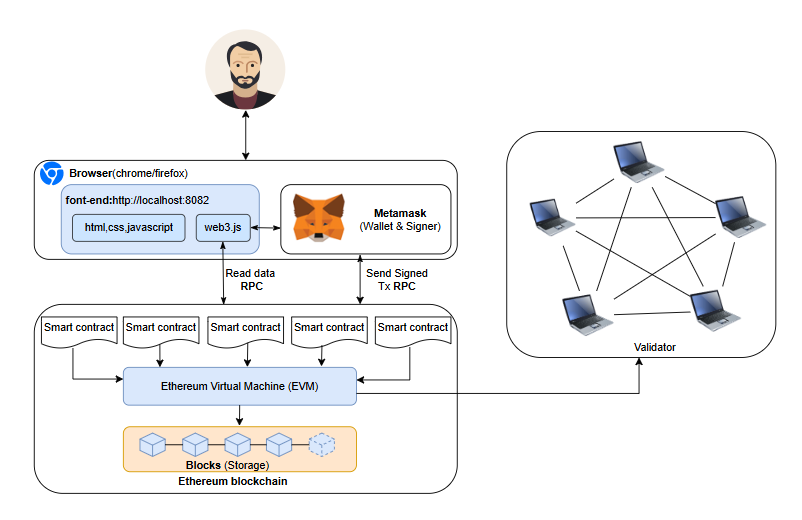 Browser(chrome/firefox)
font-end:http://localhost:8082
html,css,javascript
web3.js
Metamask
(Wallet & Signer)
Read data
RPC
Send Signed
Tx RPC
Smart contract
Smart contract
Smart contract
Smart contract
Smart contract
Ethereum Virtual Machine (EVM)
Blocks (Storage)
Ethereum blockchain
Validator